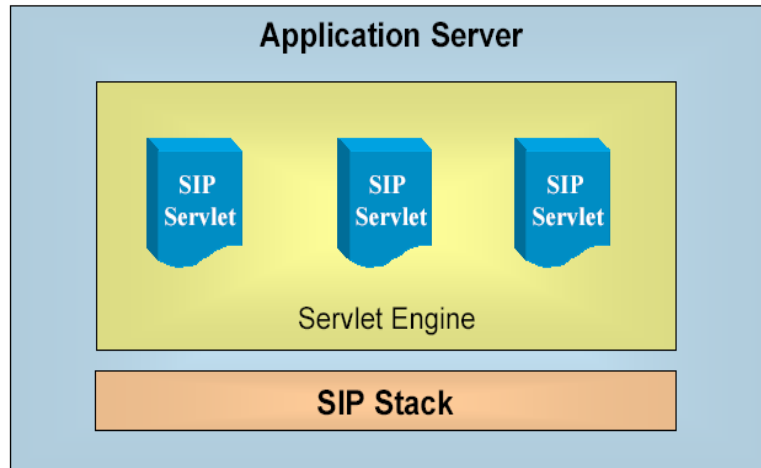 Application Server
SIP
Servlet
SIP
Servlet
SIP
Servlet
Servlet Engine
SIP Stack